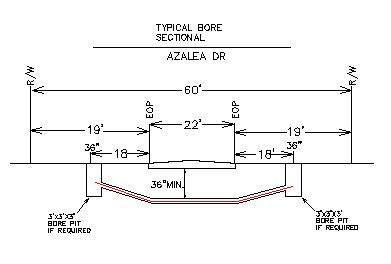 TYPICAL BORE
SECTIONAL
AZALEA DR
R/W
R/W
60'
EOP
EOP
22'
19'
19'
36"
36"
18
18'
36"MIN.
3'x3'x3'
BORE PIT
IF REQUIRED
3'x3'x3'
BORE PIT
IF REQUIRED